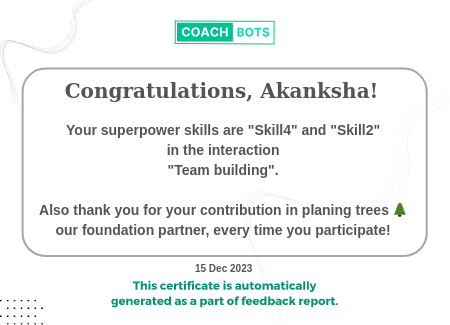 COACH BOTS
Congratulations, Akanksha!
Your superpower skills are "Skill4" and "Skill2"
in the interaction
"Team building".
Also thank you for your contribution in planing trees 🌲
our foundation partner, every time you participate!
15 Dec 2023
This certificate is automatically
generated as a part of feedback report.